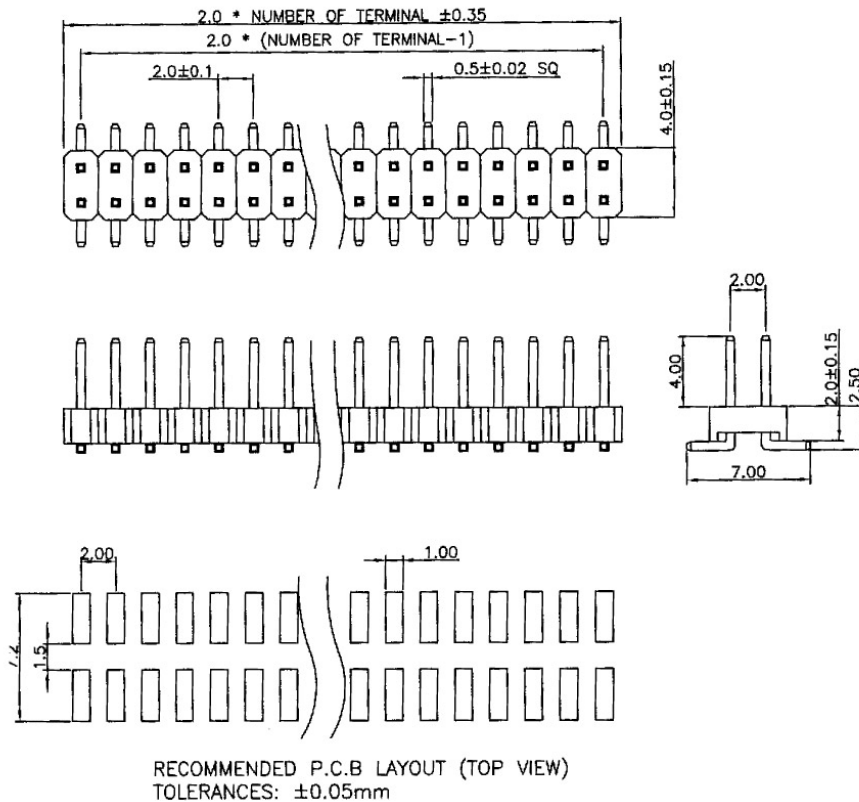 2.0 * NUMBER OF TERMINAL ±0.35
2.0 * (NUMBER OF TERMINAL-1)
2.0±0.1
0.5±0.02 SQ
4.0±0.15
2.00
4.00
2.0±0.15
2.50
7.00
2.00
1.00
7.2
1.5
RECOMMENDED P.C.B LAYOUT (TOP VIEW)
TOLERANCES: ±0.05mm